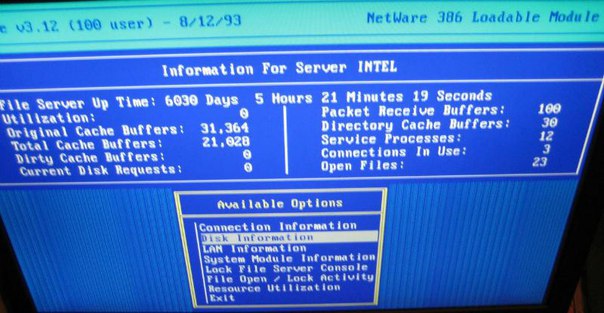 e v3.12 (100 user) - 8/12/93 NetWare 386 Loadable Module
Information For Server INTEL
File Server Up Time: 6030 Days 5 Hours 21 Minutes 19 Seconds
Utilization: 0 Packet Receive Buffers: 100
Original Cache Buffers: 31,364 Directory Cache Buffers: 30
Total Cache Buffers: 21,028 Service Processes: 12
Dirty Cache Buffers: 0 Connections In Use: 3
Current Disk Requests: 0 Open Files: 23
Available Options
Connection Information
Disk Information
LAN Information
System Module Information
Lock File Server Console
File Open / Lock Activity
Resource Utilization
Exit